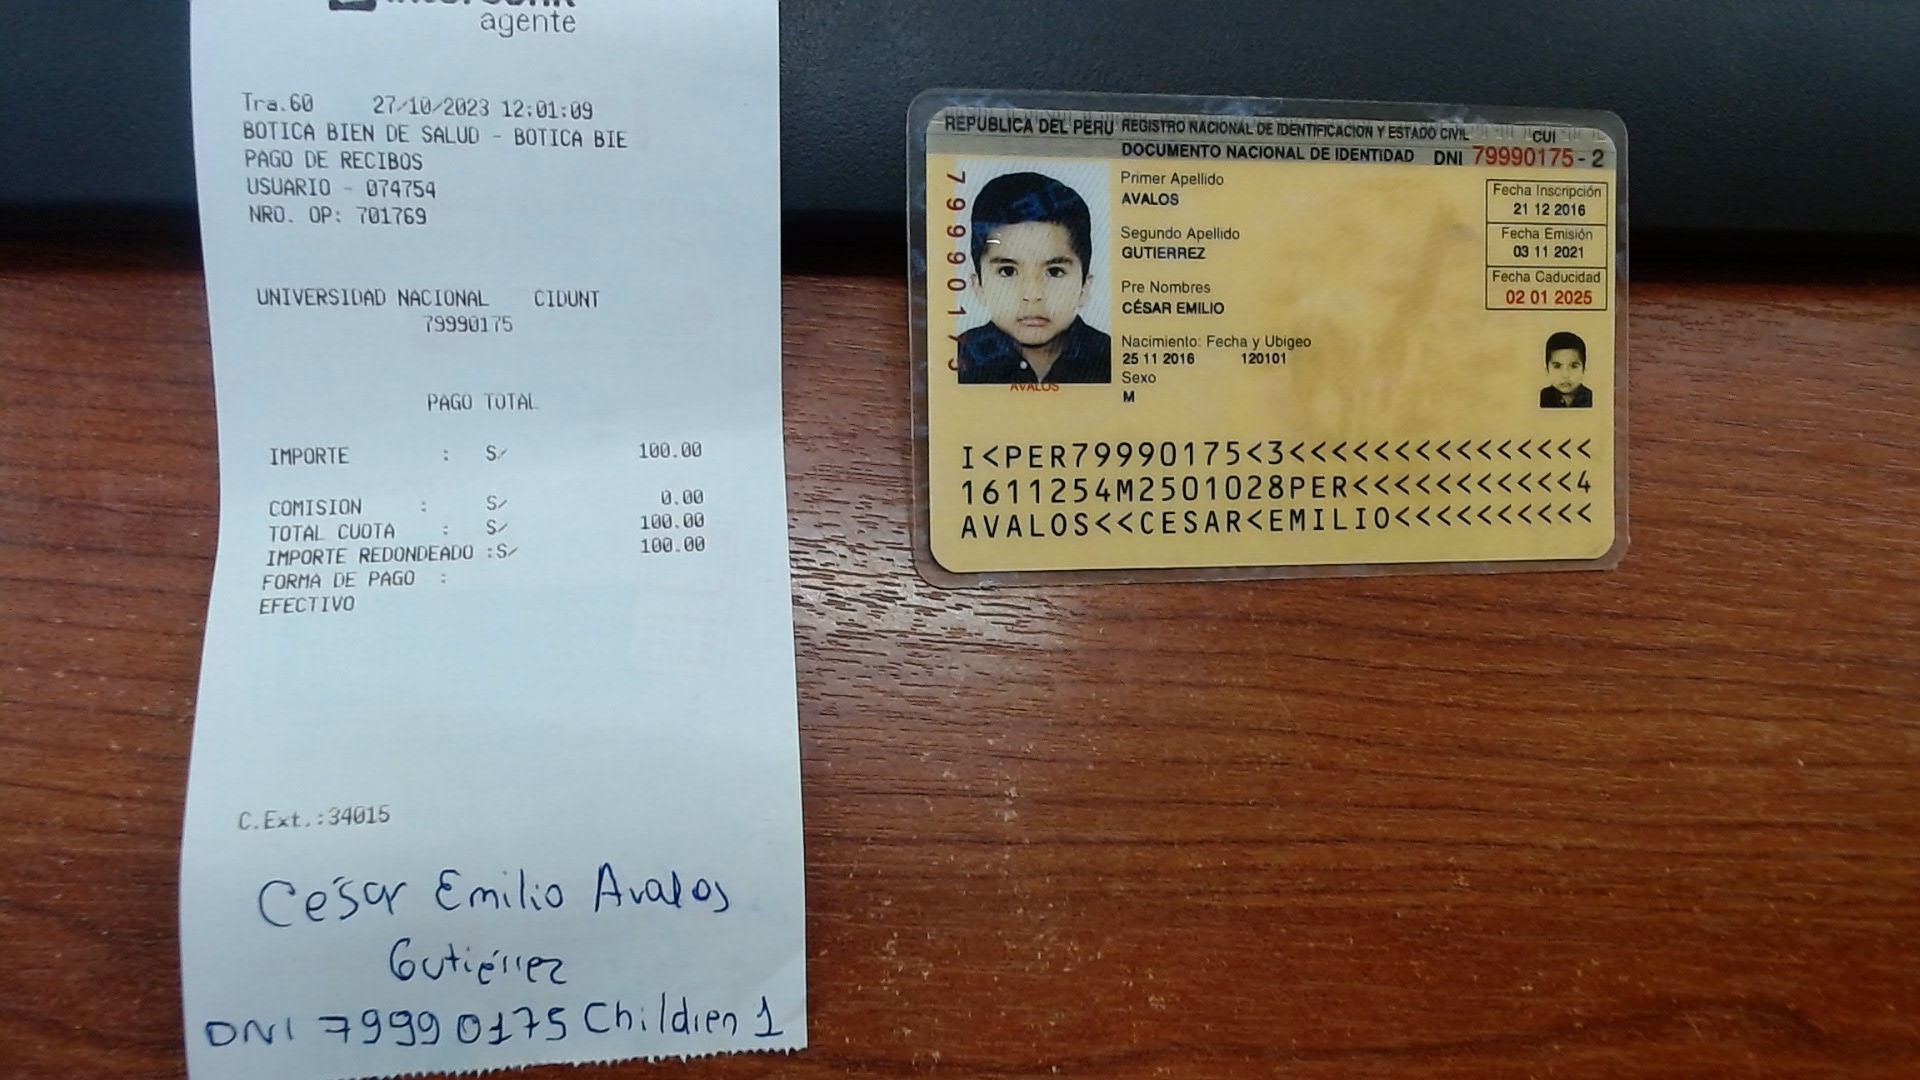 agente
Tra.60 27/10/2023 12:01:09
BOTICA BIEN DE SALUD - BOTICA BIE
PAGO DE RECIBOS
USUARIO - 074754
NRO. OP: 701769
UNIVERSIDAD NACIONAL CIDUNT
79990175
PAGO TOTAL
IMPORTE : S/ 100.00
COMISION : S/ 0.00
TOTAL CUOTA : S/ 100.00
IMPORTE REDONDEADO :S/ 100.00
FORMA DE PAGO :
EFECTIVO
C.Ext.:34015
César Emilio Avalos
Gutiérrez
DNI 79990175 Children 1
REPUBLICA DEL PERU REGISTRO NACIONAL DE IDENTIFICACION Y ESTADO CIVIL CUI
DOCUMENTO NACIONAL DE IDENTIDAD DNI 79990175 - 2
79990175
AVALOS
Primer Apellido
AVALOS
Segundo Apellido
GUTIERREZ
Pre Nombres
CÉSAR EMILIO
Nacimiento: Fecha y Ubigeo
25 11 2016 120101
Sexo
M
Fecha Inscripción
21 12 2016
Fecha Emisión
03 11 2021
Fecha Caducidad
02 01 2025
I<PER79990175<3<<<<<<<<<<<<<<<
1611254M2501028PER<<<<<<<<<<<4
AVALOS<<CESAR<EMILIO<<<<<<<<<<